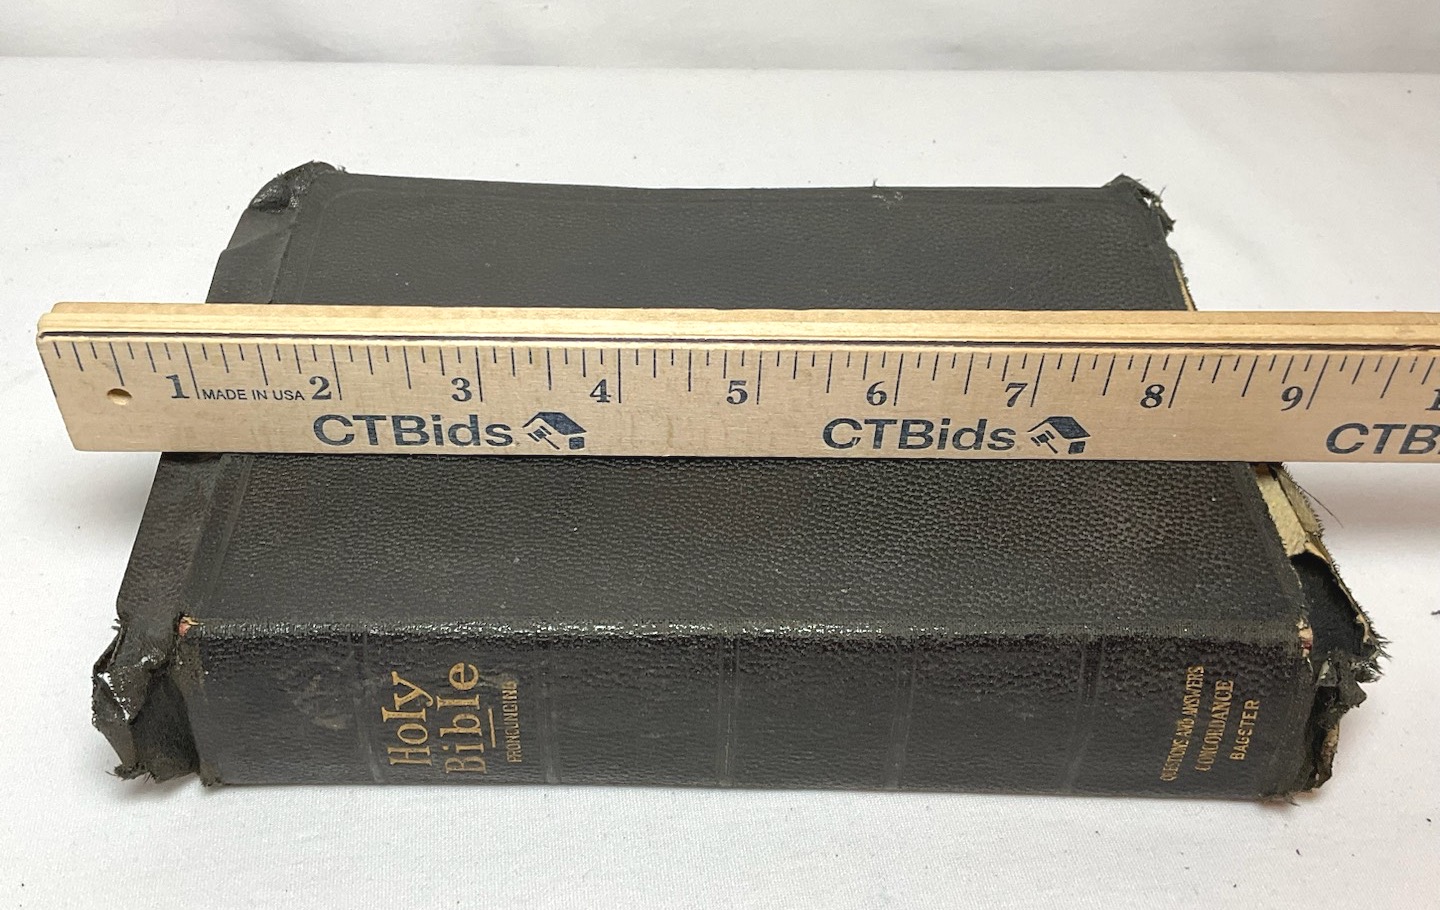 1 MADE IN USA 2 3 4 5 6 7 8 9 1
CTBids CTBids CTB
Holy
Bible
PRONOUNCING
QUESTIONS AND ANSWERS
CONCORDANCE
BAGSTER